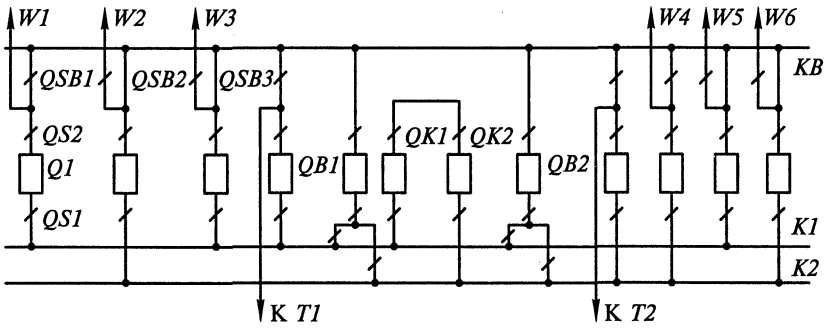 W1 W2 W3 W4 W5 W6
QSB1 QSB2 QSB3 KB
QS2 QK1 QK2
Q1 QB1 QB2
QS1 K1
K2
К T1 К T2